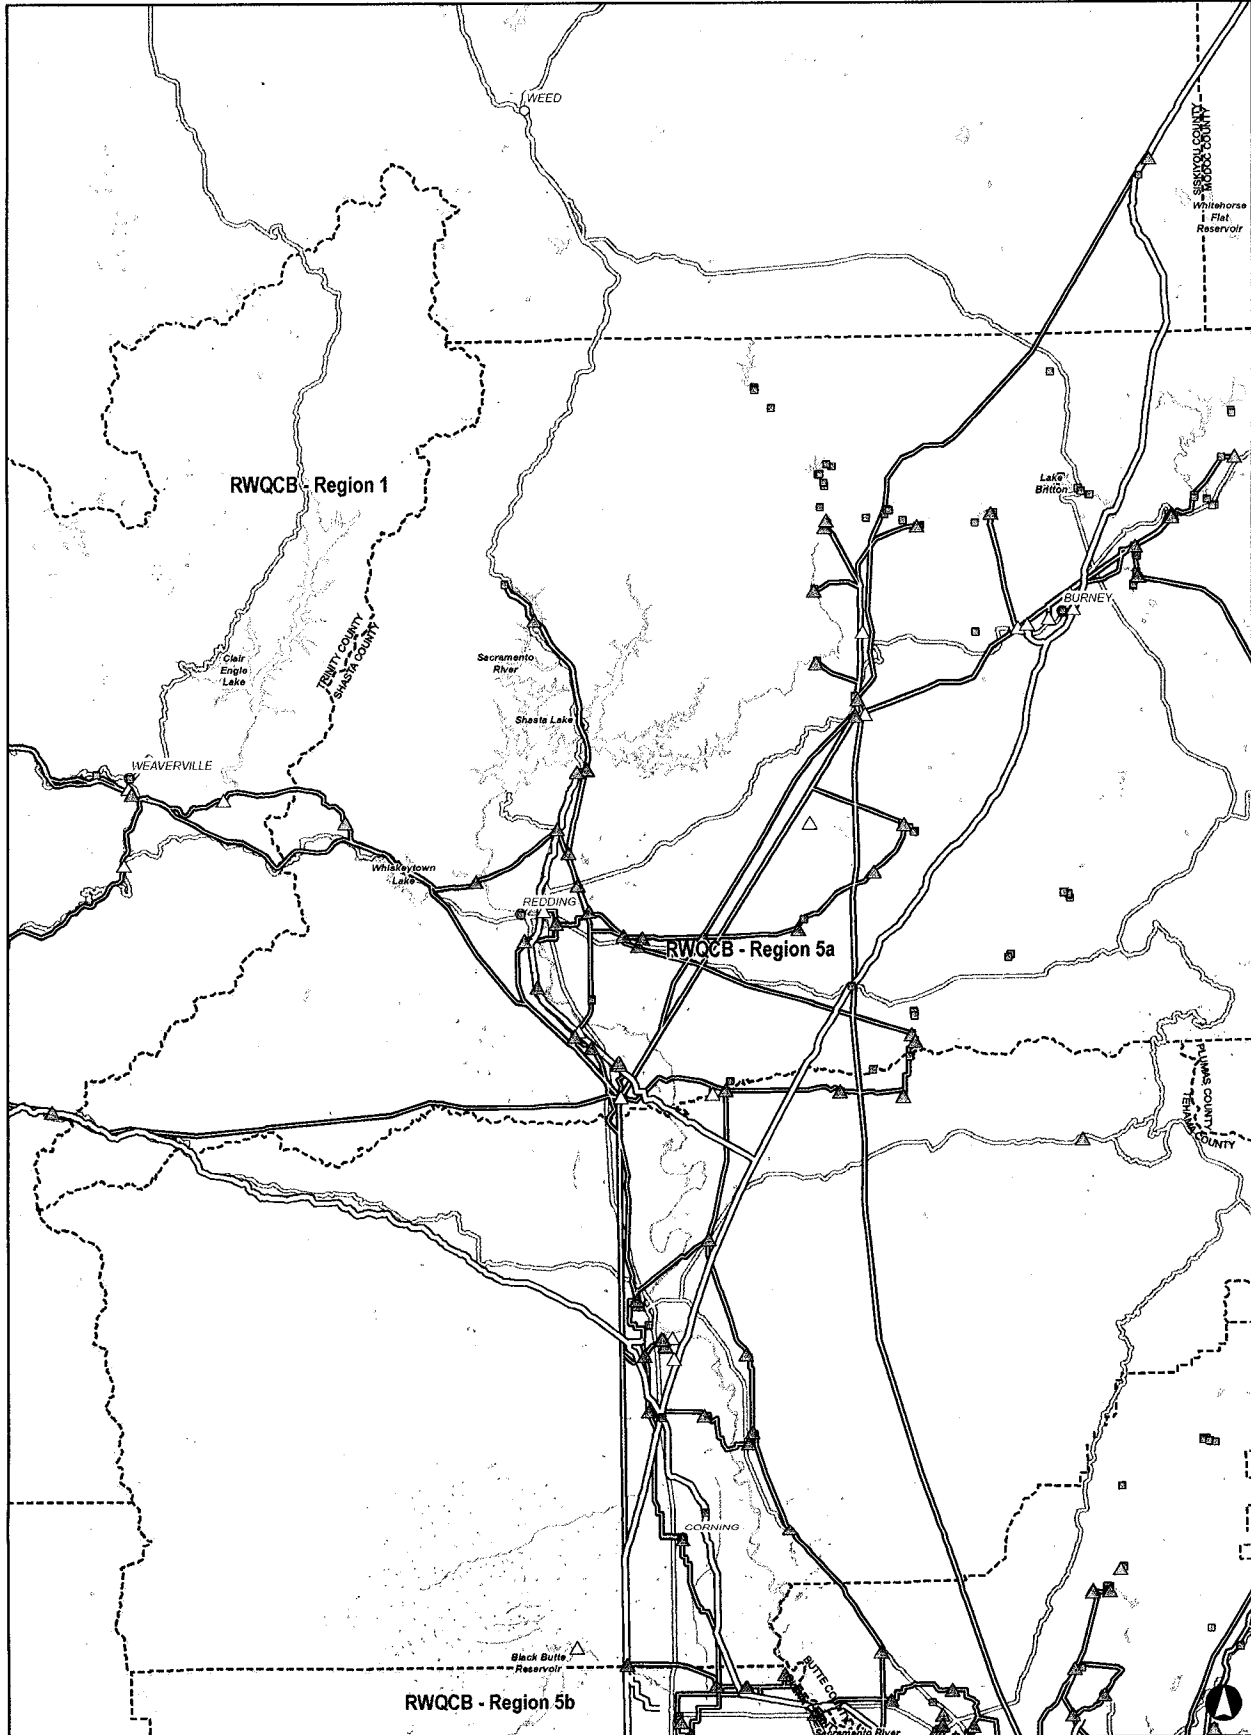 WEED
SISKIYOU COUNTY
MODOC COUNTY
Whitehorse
Flat
Reservoir
RWQCB - Region 1
Lake
Britton
BURNEY
TRINITY COUNTY
SHASTA COUNTY
Clair
Engle
Lake
Sacramento
River
Shasta Lake
WEAVERVILLE
Whiskeytown
Lake
REDDING
RWQCB - Region 5a
PLUMAS COUNTY
TEHAMA COUNTY
CORNING
Black Butte
Reservoir
BUTTE COUNTY
RWQCB - Region 5b
Sacramento River